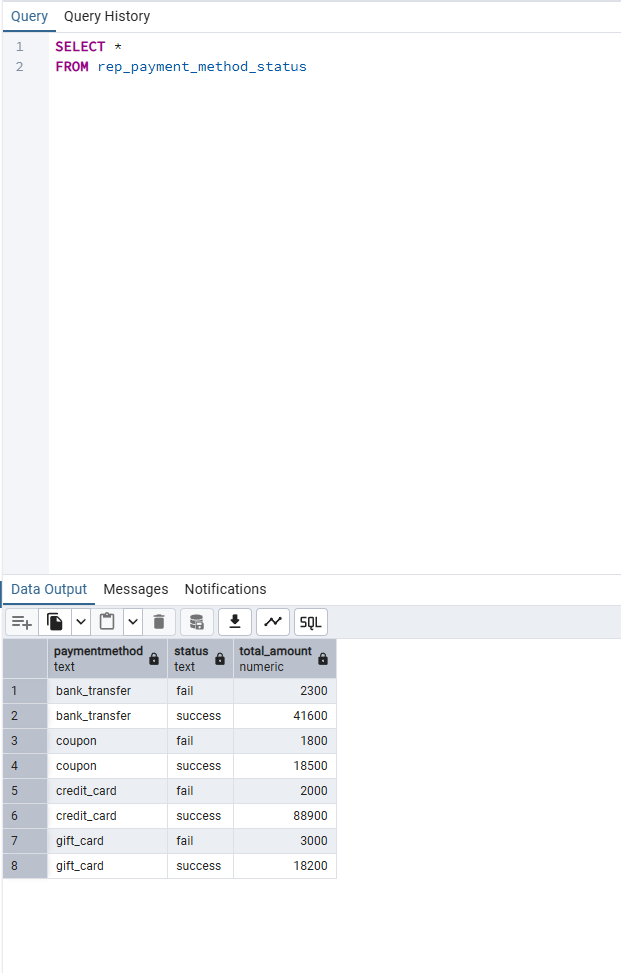 Query Query History
1 SELECT *
2 FROM rep_payment_method_status
Data Output Messages Notifications
SQL
paymentmethod status total_amount
text text numeric
1 bank_transfer fail 2300
2 bank_transfer success 41600
3 coupon fail 1800
4 coupon success 18500
5 credit_card fail 2000
6 credit_card success 88900
7 gift_card fail 3000
8 gift_card success 18200